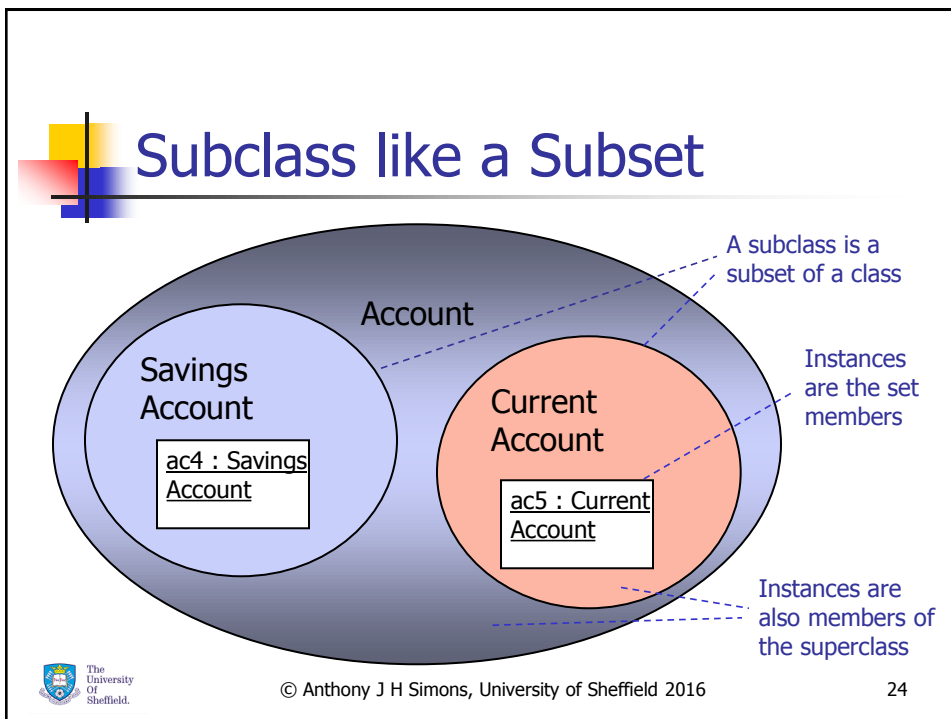 Subclass like a Subset
A subclass is a
subset of a class
Account
Savings
Account
Instances
are the set
members
Current
Account
ac4 : Savings
Account
ac5 : Current
Account
Instances are
also members of
the superclass
The
University
Of
Sheffield.
© Anthony J H Simons, University of Sheffield 2016
24